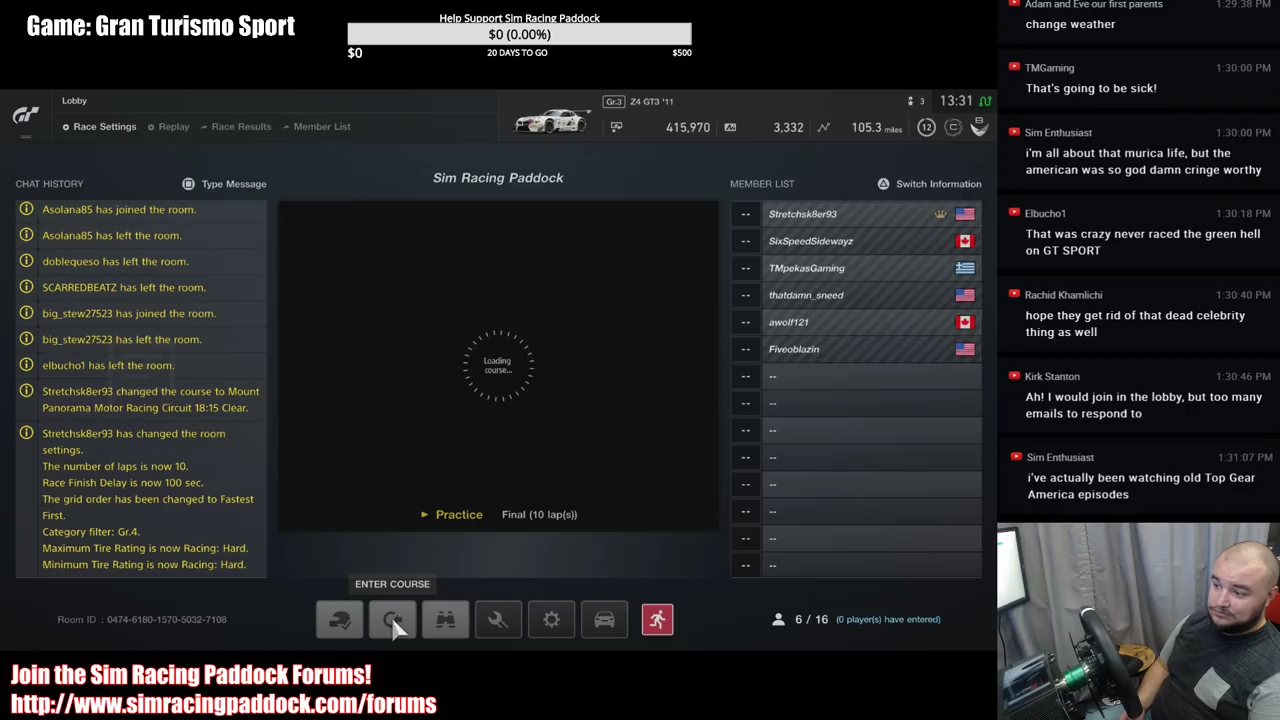 Game: Gran Turismo Sport
Help Support Sim Racing Paddock
$0 (0.00%)
$0
20 DAYS TO GO
$500
Lobby
Race Settings
Replay
Race Results
Member List
Gr.3 Z4 GT3 '11
415,970
3,332
105.3 miles
3
13:31
12
C
B
CHAT HISTORY
Type Message
Asolana85 has joined the room.
Asolana85 has left the room.
doblequeso has left the room.
SCARREDBEATZ has left the room.
big_stew27523 has joined the room.
big_stew27523 has left the room.
elbucho1 has left the room.
Stretchsk8er93 changed the course to Mount
Panorama Motor Racing Circuit 18:15 Clear.
Stretchsk8er93 has changed the room
settings.
The number of laps is now 10.
Race Finish Delay is now 100 sec.
The grid order has been changed to Fastest
First.
Category filter: Gr.4.
Maximum Tire Rating is now Racing: Hard.
Minimum Tire Rating is now Racing: Hard.
Sim Racing Paddock
Loading
course...
Practice
Final (10 lap(s))
MEMBER LIST
Switch Information
-- Stretchsk8er93
-- SixSpeedSidewayz
-- TMpekasGaming
-- thatdamn_sneed
-- awolf121
-- Fiveoblazin
-- --
-- --
-- --
-- --
-- --
-- --
-- --
-- --
ENTER COURSE
Room ID : 0474-6180-1570-5032-7108
6 / 16 (0 player(s) have entered)
Join the Sim Racing Paddock Forums!
http://www.simracingpaddock.com/forums
Adam and Eve our first parents 1:29:38 PM
change weather
TMGaming 1:30:00 PM
That's going to be sick!
Sim Enthusiast 1:30:00 PM
i'm all about that murica life, but the
american was so god damn cringe worthy
Elbucho1 1:30:18 PM
That was crazy never raced the green hell
on GT SPORT
Rachid Khamlichi 1:30:40 PM
hope they get rid of that dead celebrity
thing as well
Kirk Stanton 1:30:46 PM
Ah! I would join in the lobby, but too many
emails to respond to
Sim Enthusiast 1:31:07 PM
i've actually been watching old Top Gear
America episodes